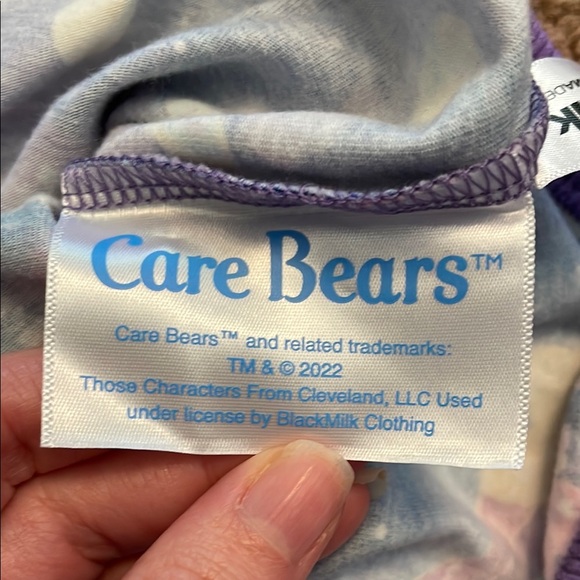 Care Bears™
Care Bears™ and related trademarks:
TM & © 2022
Those Characters From Cleveland, LLC Used
under license by BlackMilk Clothing